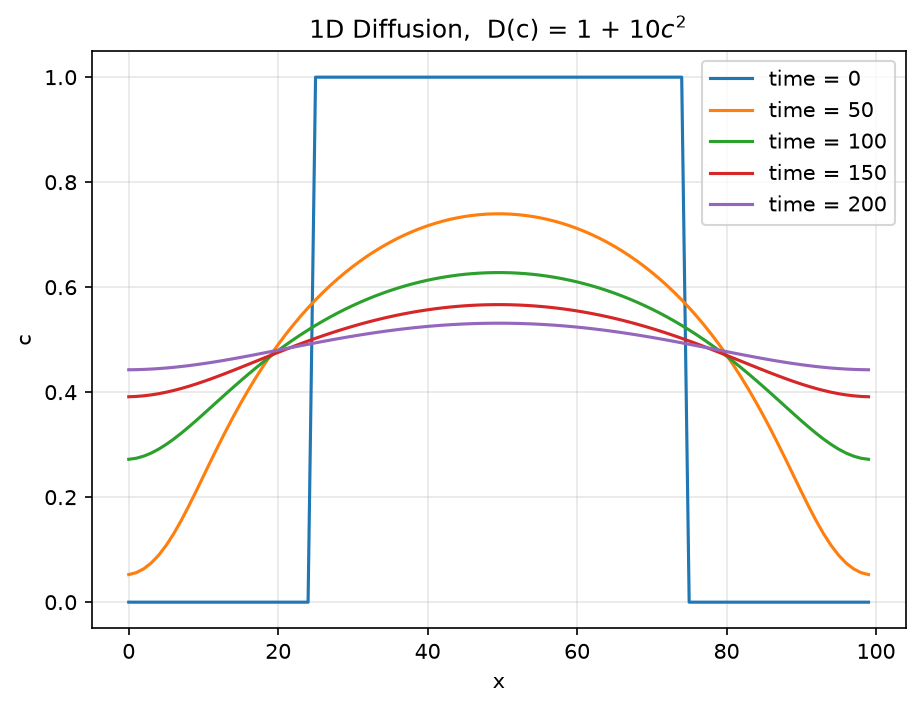 1D Diffusion,  D(c) = 1 + 10c²
1.0
0.8
0.6
0.4
0.2
0.0
c
0
20
40
60
80
100
x
time = 0
time = 50
time = 100
time = 150
time = 200